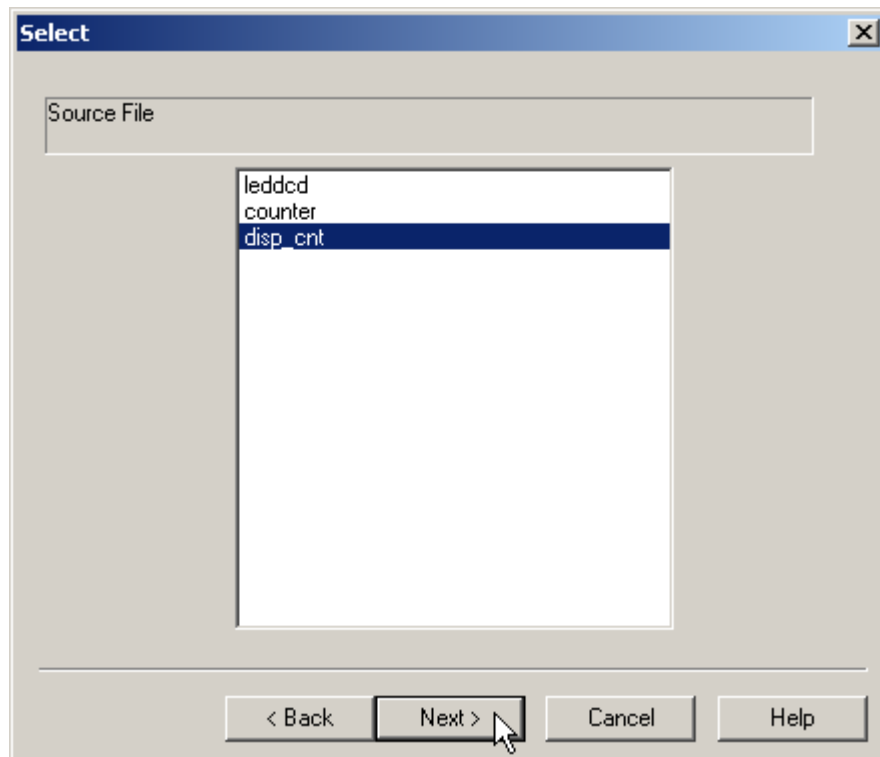 Select
Source File
leddcd
counter
disp_cnt
< Back Next > Cancel Help